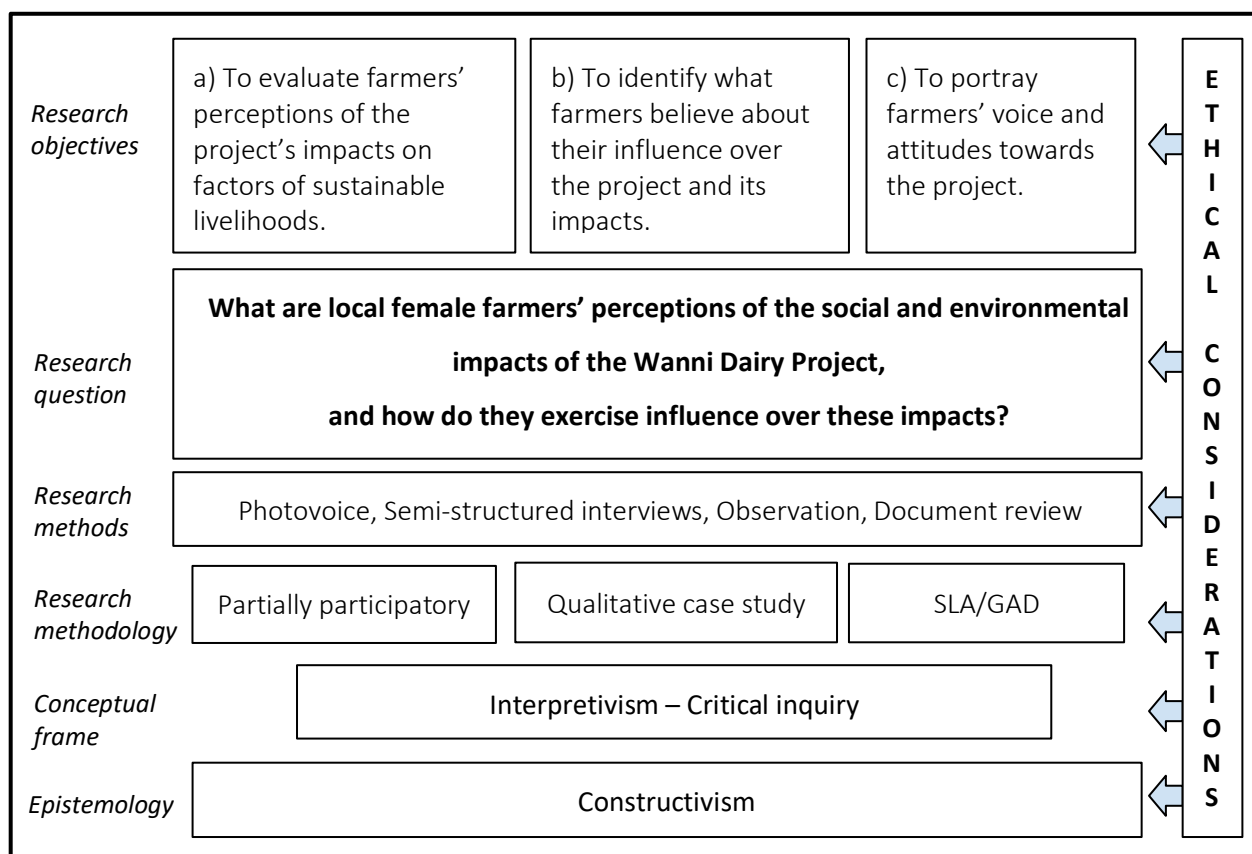 Research
objectives
a) To evaluate farmers’
perceptions of the
project’s impacts on
factors of sustainable
livelihoods.
b) To identify what
farmers believe about
their influence over
the project and its
impacts.
c) To portray
farmers’ voice and
attitudes towards
the project.
Research
question
What are local female farmers’ perceptions of the social and environmental
impacts of the Wanni Dairy Project,
and how do they exercise influence over these impacts?
Research
methods
Photovoice, Semi-structured interviews, Observation, Document review
Research
methodology
Partially participatory
Qualitative case study
SLA/GAD
Conceptual
frame
Interpretivism – Critical inquiry
Epistemology
Constructivism
ETHICAL CONSIDERATIONS